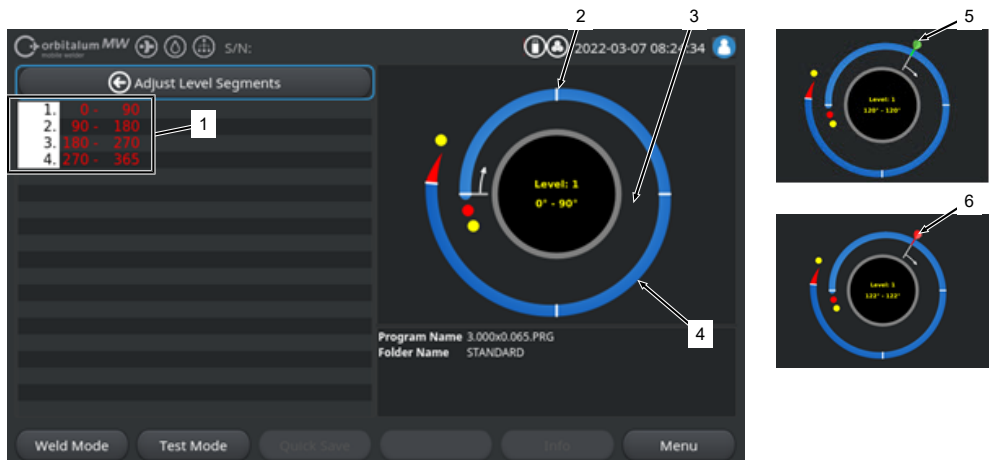 2
3
orbitalum MW S/N: 2022-03-07 08:24:34
mobile welder
Adjust Level Segments
1. 0 - 90
2. 90 - 180
3. 180 - 270
4. 270 - 365
1
Level: 1
0° - 90°
4
Program Name 3.000x0.065.PRG
Folder Name STANDARD
Weld Mode Test Mode Quick Save Info Menu
5
Level: 1
120° - 120°
6
Level: 1
122° - 122°